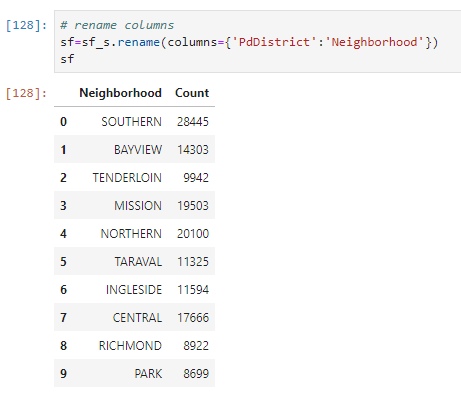 [128]: # rename columns
sf=sf_s.rename(columns={'PdDistrict':'Neighborhood'})
sf
[128]:
Neighborhood Count
0 SOUTHERN 28445
1 BAYVIEW 14303
2 TENDERLOIN 9942
3 MISSION 19503
4 NORTHERN 20100
5 TARAVAL 11325
6 INGLESIDE 11594
7 CENTRAL 17666
8 RICHMOND 8922
9 PARK 8699